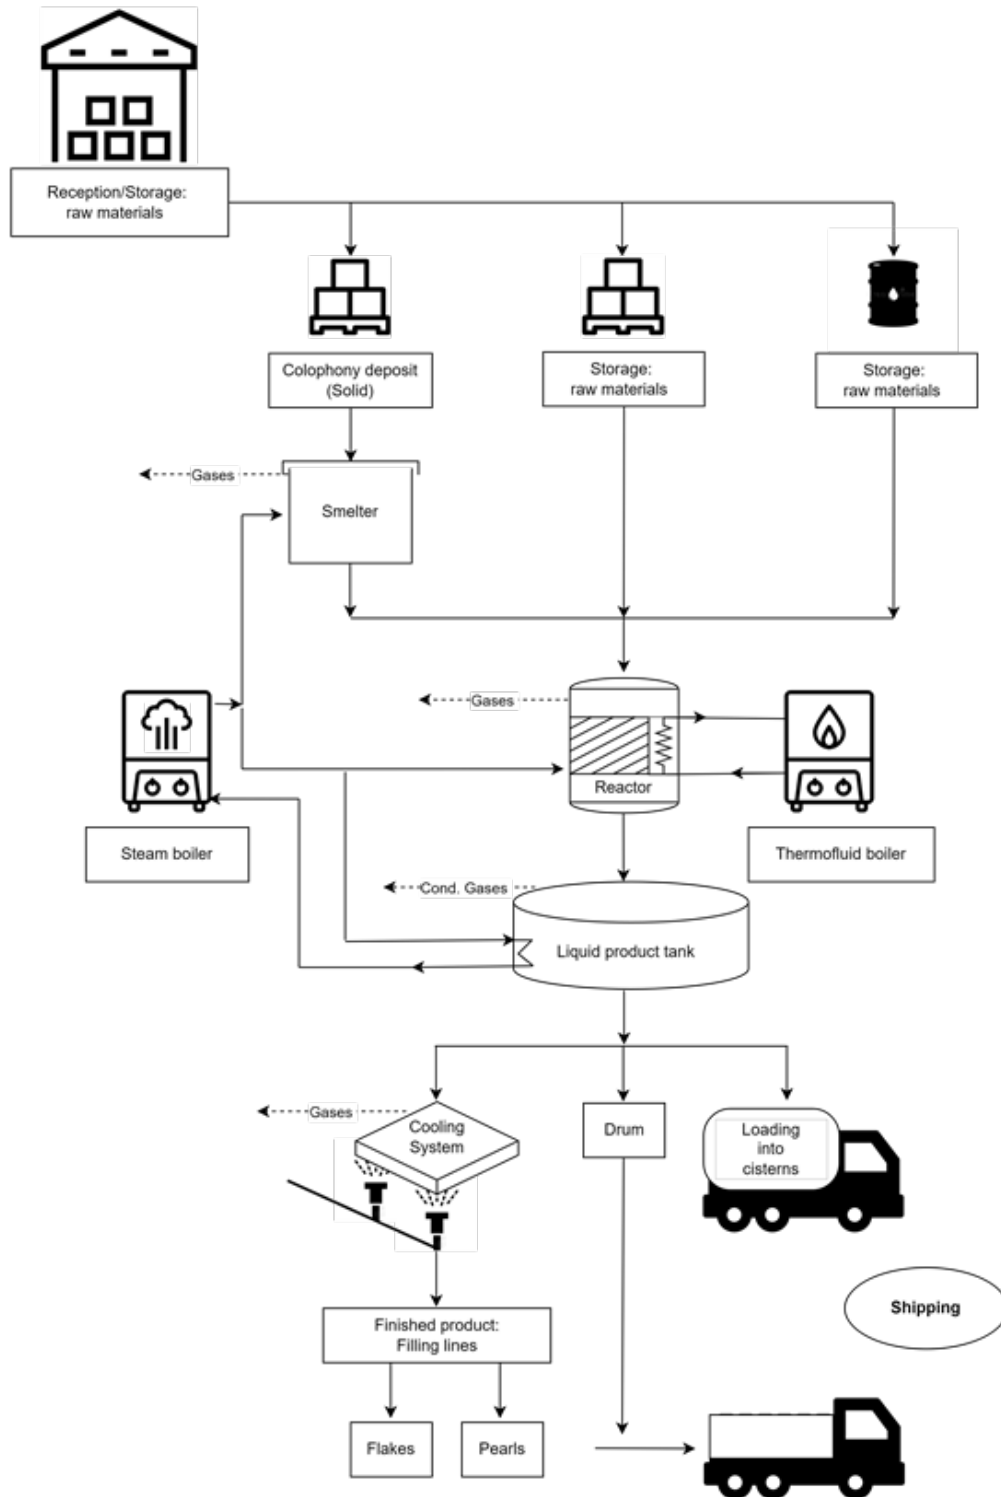 Reception/Storage:
raw materials
Colophony deposit
(Solid)
Storage:
raw materials
Storage:
raw materials
Gases
Smelter
Gases
Reactor
Steam boiler
Thermofluid boiler
Cond. Gases
Liquid product tank
Gases
Cooling
System
Drum
Loading
into
cisterns
Shipping
Finished product:
Filling lines
Flakes
Pearls